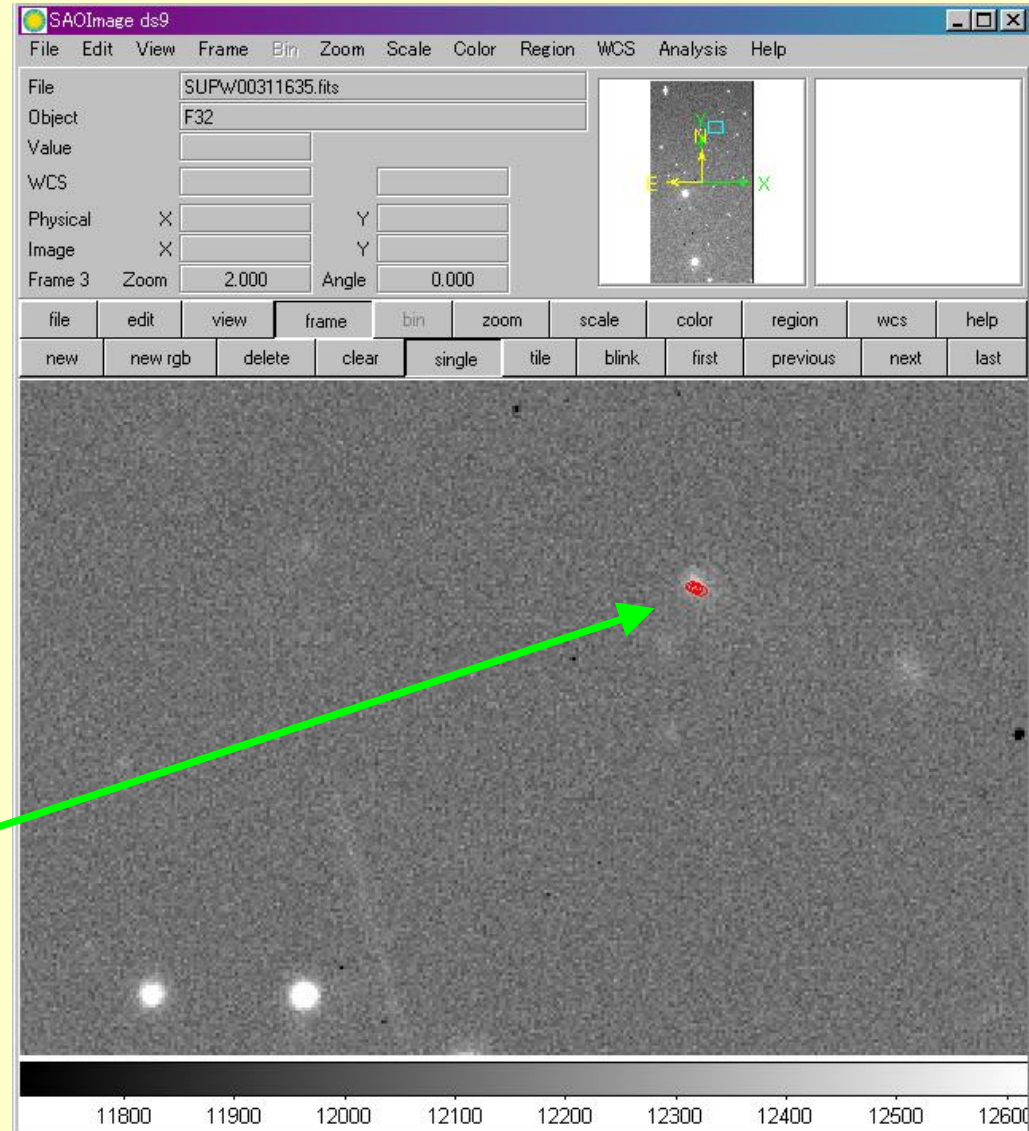 SAOImage ds9
File Edit View Frame Bin Zoom Scale Color Region WCS Analysis Help
File SUPW00311635.fits
Object F32
Value
WCS
Physical X Y
Image X Y
Frame 3 Zoom 2.000 Angle 0.000
Y
N
E X
file edit view frame bin zoom scale color region wcs help
new new rgb delete clear single tile blink first previous next last
11800 11900 12000 12100 12200 12300 12400 12500 12600